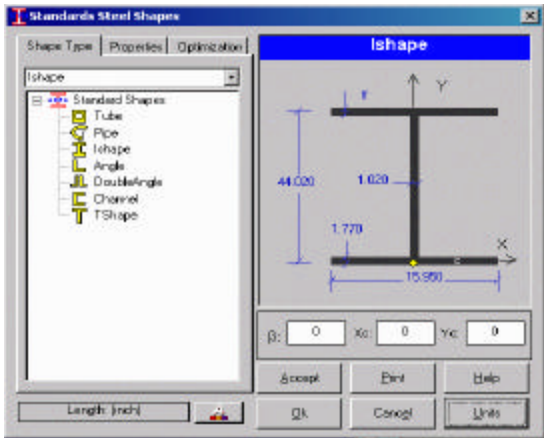 Standards Steel Shapes
Shape Type Properties Optimization
Ishape
Ishape
Standard Shapes
Tube
Pipe
Ishape
Angle
DoubleAngle
Channel
TShape
Y
44.020
1.020
1.770
X
15.950
β: 0 Xc: 0 Yc: 0
Accept Print Help
Length: (inch)
Ok Cancel Units